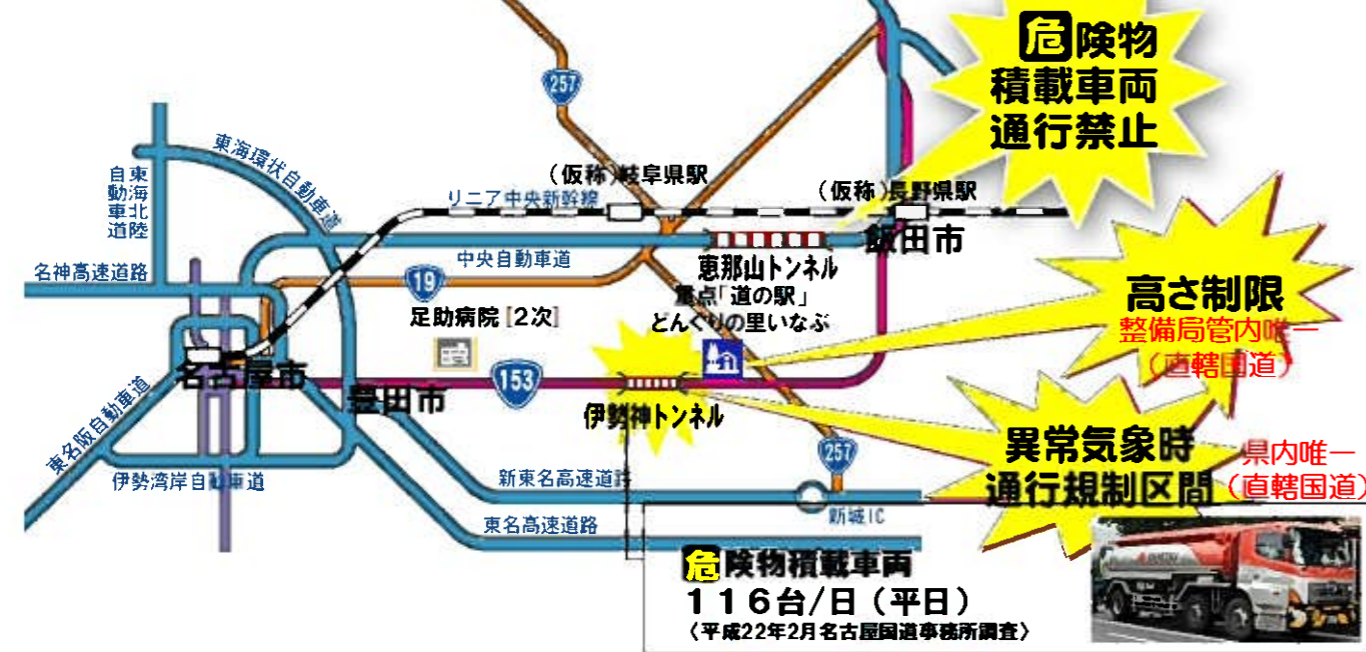 危険物
積載車両
通行禁止
257
東海環状自動車道
東海北陸
自動車道
(仮称)岐阜県駅
(仮称)長野県駅
リニア中央新幹線
飯田市
中央自動車道
恵那山トンネル
名神高速道路
19
重点「道の駅」
どんぐりの里いなぶ
足助病院[2次]
高さ制限
整備局管内唯一
(直轄国道)
名古屋市
153
豊田市
伊勢神トンネル
東名阪自動車道
異常気象時
通行規制区間
県内唯一
(直轄国道)
257
伊勢湾岸自動車道
新東名高速道路
新城IC
東名高速道路
危険物積載車両
116台/日(平日)
〈平成22年2月名古屋国道事務所調査〉